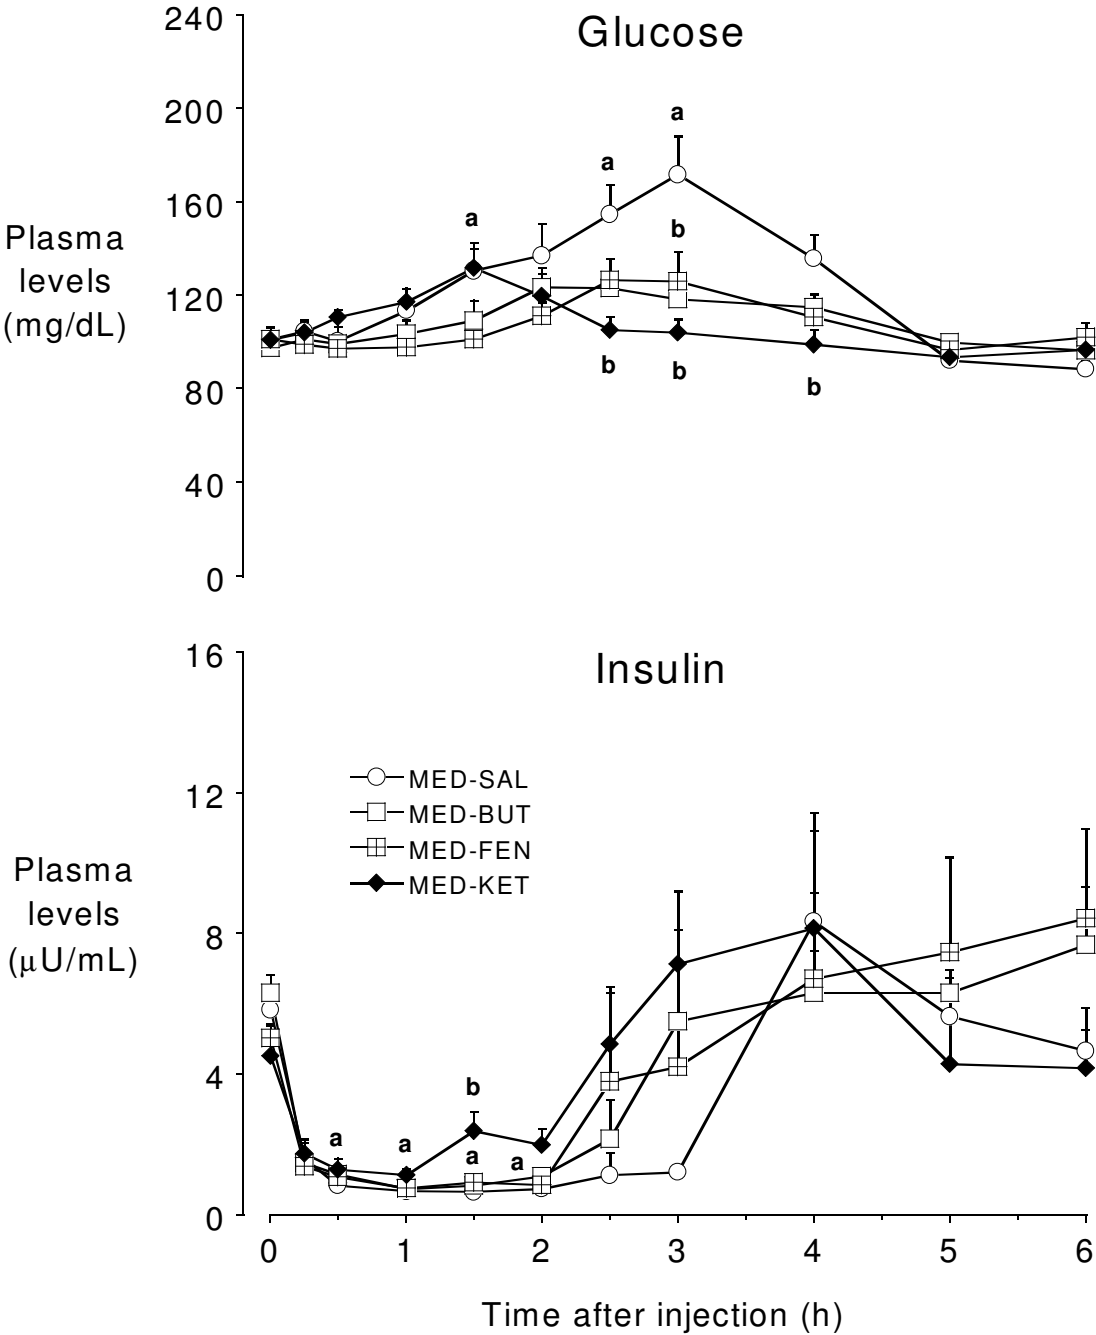 Glucose
240
200
160
120
80
40
0
Plasma
levels
(mg/dL)
a
a
a
b
b
b
b
Insulin
16
12
8
4
0
Plasma
levels
(μU/mL)
MED-SAL
MED-BUT
MED-FEN
MED-KET
b
a
a
a
a
0 1 2 3 4 5 6
Time after injection (h)